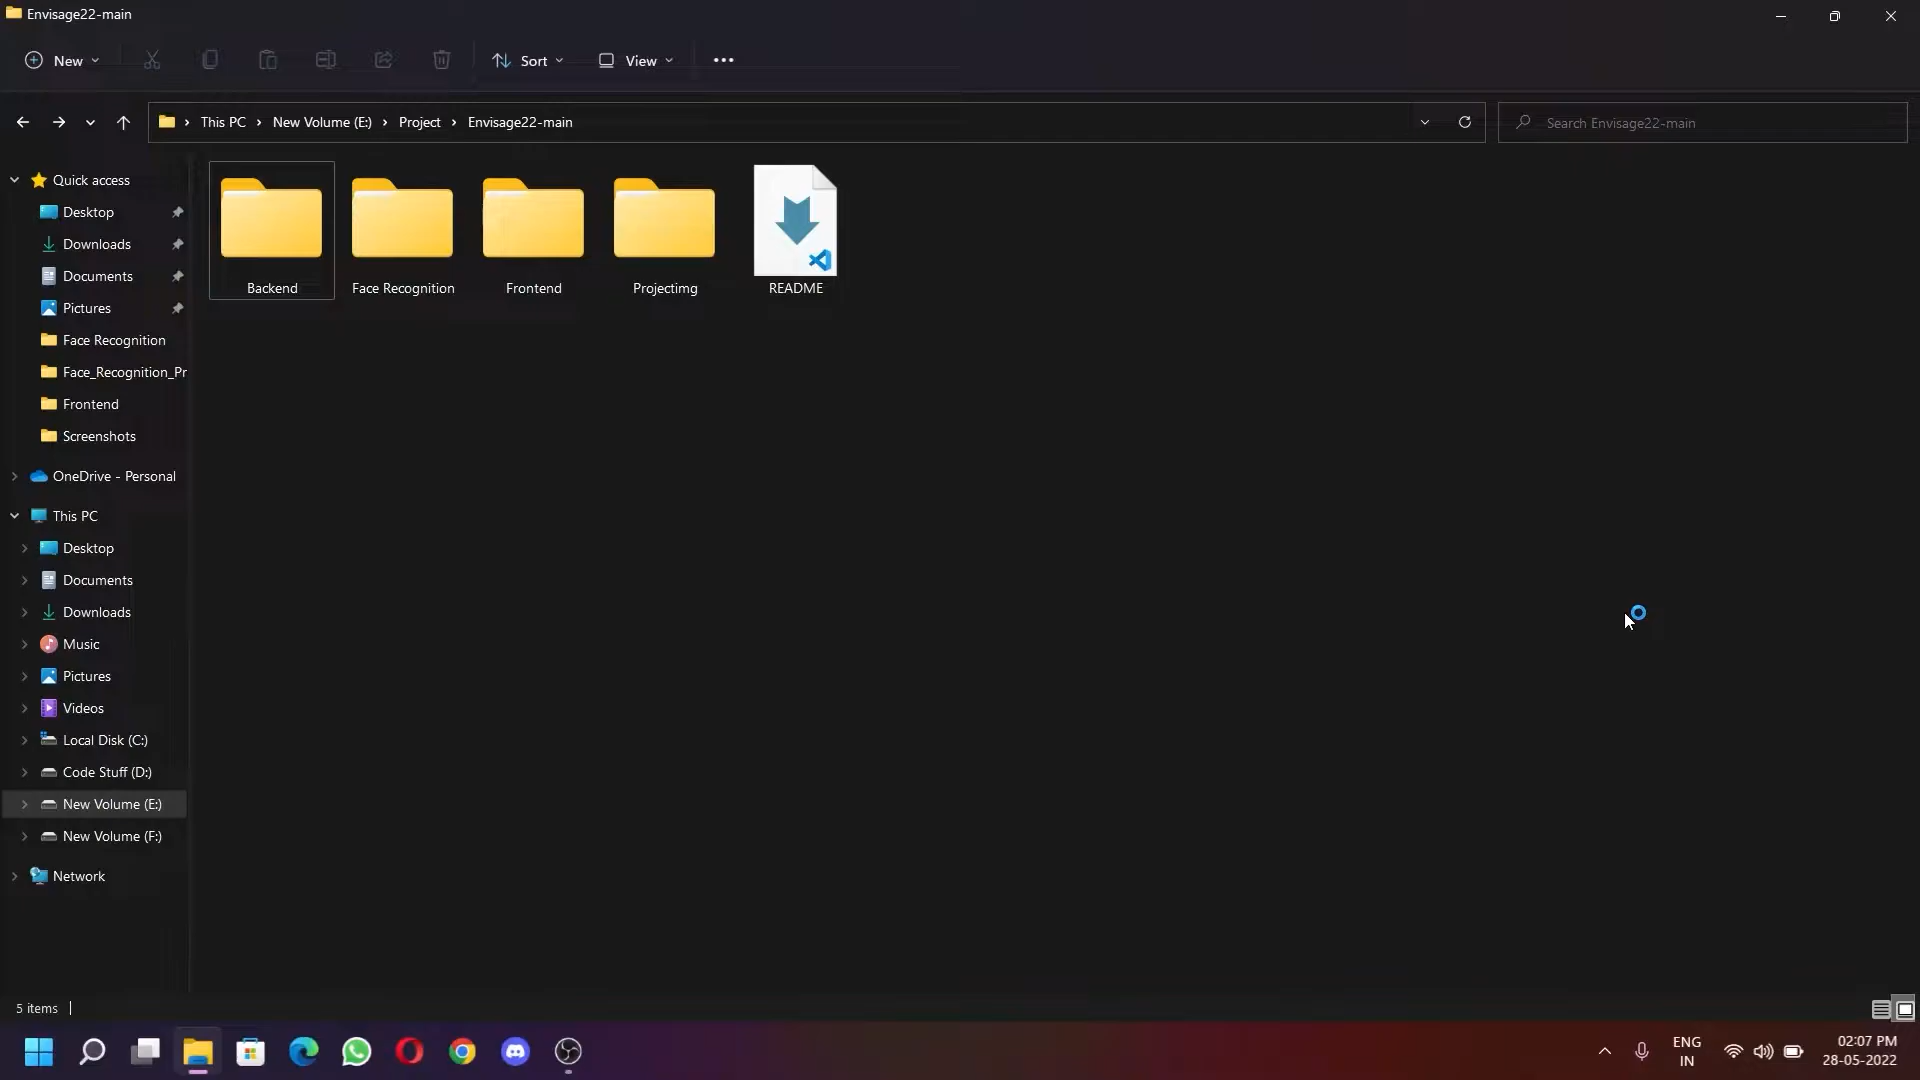 Envisage22-main
New
Sort
View
This PC
New Volume (E:)
Project
Envisage22-main
Search Envisage22-main
Quick access
Desktop
Downloads
Documents
Pictures
Face Recognition
Face_Recognition_Pr
Frontend
Screenshots
OneDrive - Personal
This PC
Desktop
Documents
Downloads
Music
Pictures
Videos
Local Disk (C:)
Code Stuff (D:)
New Volume (E:)
New Volume (F:)
Network
Backend
Face Recognition
Frontend
Projectimg
README
5 items
ENG
IN
02:07 PM
28-05-2022